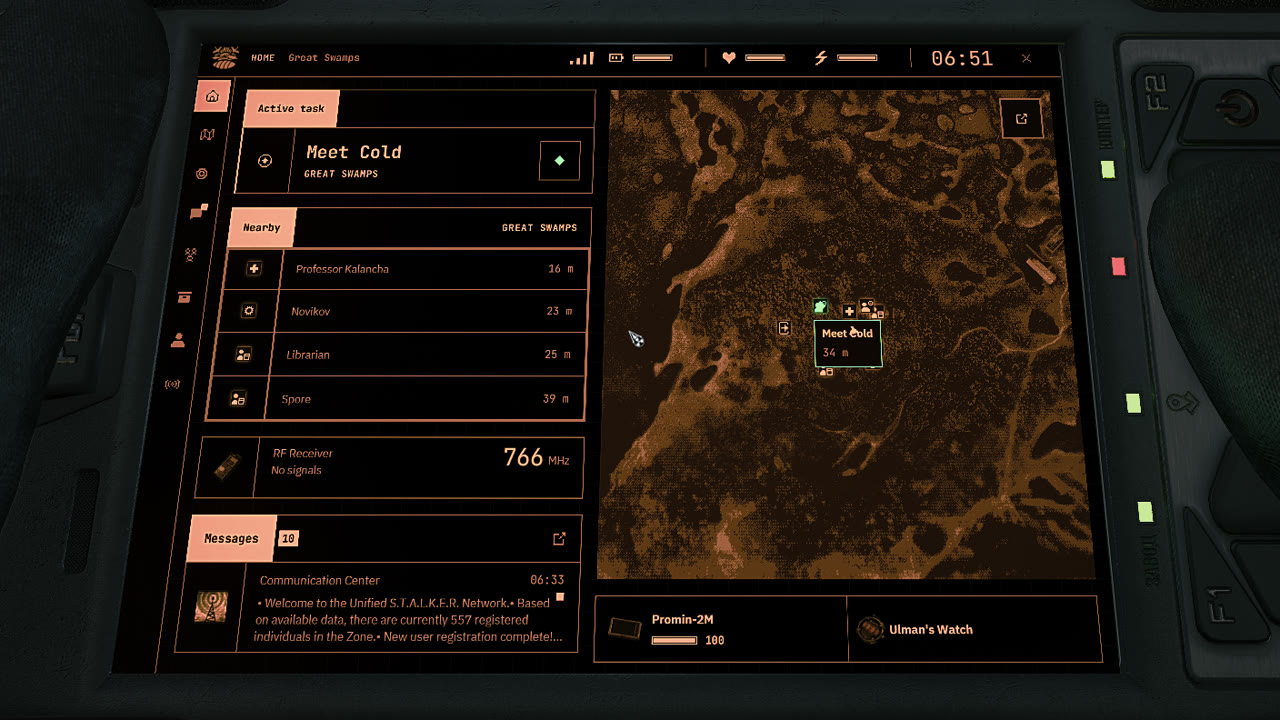 HOME Great Swamps
06:51
Active task
Meet Cold
GREAT SWAMPS
Nearby
GREAT SWAMPS
Professor Kalancha 16 m
Novikov 23 m
Librarian 25 m
Spore 39 m
RF Receiver
No signals
766 MHz
Messages 10
Communication Center 06:33
• Welcome to the Unified S.T.A.L.K.E.R. Network.• Based
on available data, there are currently 557 registered
individuals in the Zone.• New user registration complete!...
Meet Cold
34 m
Promin-2M
100
Ulman's Watch
F2
F1